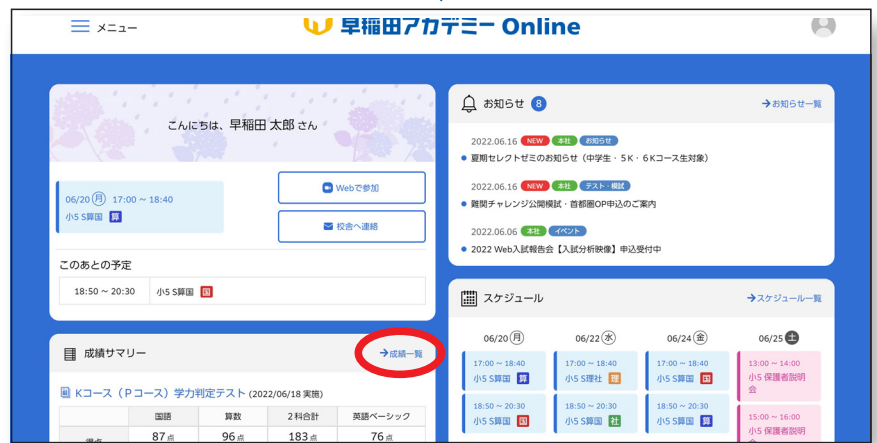 メニュー
早稲田アカデミー Online
こんにちは、早稲田 太郎 さん
06/20 月 17:00 ~ 18:40
小5 S算国 算
Webで参加
校舎へ連絡
このあとの予定
18:50 ~ 20:30 小5 S算国 国
成績サマリー
→成績一覧
Kコース（Pコース）学力判定テスト (2022/06/18 実施)
国語 算数 2科合計 英語ベーシック
得点 87点 96点 183点 76点
お知らせ 8
→お知らせ一覧
2022.06.16 NEW 本社 お知らせ
夏期セレクトゼミのお知らせ（中学生・5K・6Kコース生対象）
2022.06.16 NEW 本社 テスト・模試
難関チャレンジ公開模試・首都圏OP申込のご案内
2022.06.06 本社 イベント
2022 Web入試報告会【入試分析映像】申込受付中
スケジュール
→スケジュール一覧
06/20 月 06/22 水 06/24 金 06/25 土
17:00 ~ 18:40 17:00 ~ 18:40 17:00 ~ 18:40 13:00 ~ 14:00
小5 S算国 算 小5 S理社 理 小5 S算国 国 小5 保護者説明
会
18:50 ~ 20:30 18:50 ~ 20:30 18:50 ~ 20:30 15:00 ~ 16:00
小5 S算国 国 小5 S算国 社 小5 S算国 算 小5 保護者説明
会